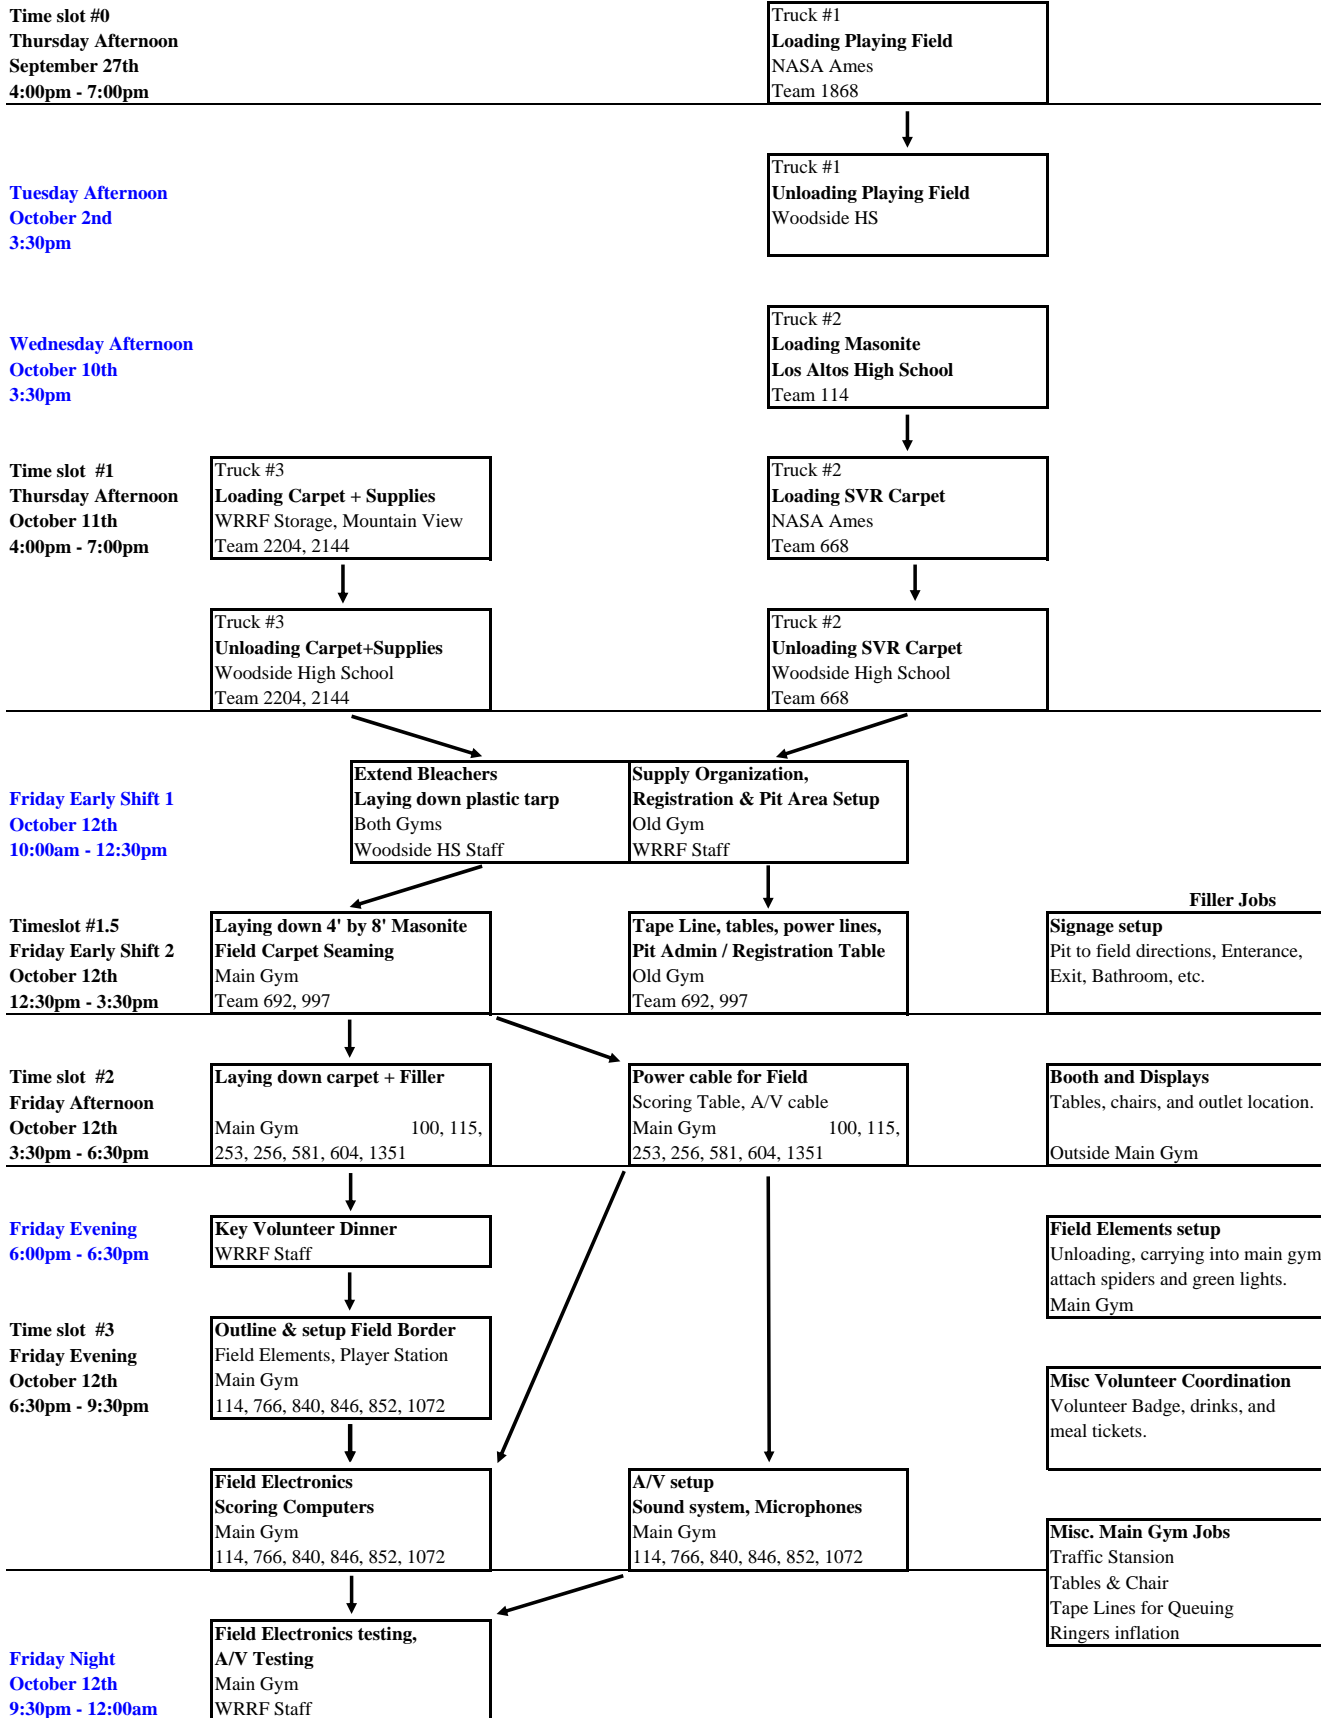 Time slot #0
Thursday Afternoon
September 27th
4:00pm - 7:00pm
Truck #1
Loading Playing Field
NASA Ames
Team 1868
Tuesday Afternoon
October 2nd
3:30pm
Truck #1
Unloading Playing Field
Woodside HS
Wednesday Afternoon
October 10th
3:30pm
Truck #2
Loading Masonite
Los Altos High School
Team 114
Time slot  #1
Thursday Afternoon
October 11th
4:00pm - 7:00pm
Truck #3
Loading Carpet + Supplies
WRRF Storage, Mountain View
Team 2204, 2144
Truck #2
Loading SVR Carpet
NASA Ames
Team 668
Truck #3
Unloading Carpet+Supplies
Woodside High School
Team 2204, 2144
Truck #2
Unloading SVR Carpet
Woodside High School
Team 668
Friday Early Shift 1
October 12th
10:00am - 12:30pm
Extend Bleachers
Laying down plastic tarp
Both Gyms
Woodside HS Staff
Supply Organization,
Registration & Pit Area Setup
Old Gym
WRRF Staff
Filler Jobs
Timeslot #1.5
Friday Early Shift 2
October 12th
12:30pm - 3:30pm
Laying down 4' by 8' Masonite
Field Carpet Seaming
Main Gym
Team 692, 997
Tape Line, tables, power lines,
Pit Admin / Registration Table
Old Gym
Team 692, 997
Signage setup
Pit to field directions, Enterance,
Exit, Bathroom, etc.
Time slot  #2
Friday Afternoon
October 12th
3:30pm - 6:30pm
Laying down carpet + Filler
Main Gym 100, 115,
253, 256, 581, 604, 1351
Power cable for Field
Scoring Table, A/V cable
Main Gym 100, 115,
253, 256, 581, 604, 1351
Booth and Displays
Tables, chairs, and outlet location.
Outside Main Gym
Friday Evening
6:00pm - 6:30pm
Key Volunteer Dinner
WRRF Staff
Field Elements setup
Unloading, carrying into main gym
attach spiders and green lights.
Main Gym
Time slot  #3
Friday Evening
October 12th
6:30pm - 9:30pm
Outline & setup Field Border
Field Elements, Player Station
Main Gym
114, 766, 840, 846, 852, 1072
Misc Volunteer Coordination
Volunteer Badge, drinks, and
meal tickets.
Field Electronics
Scoring Computers
Main Gym
114, 766, 840, 846, 852, 1072
A/V setup
Sound system, Microphones
Main Gym
114, 766, 840, 846, 852, 1072
Misc. Main Gym Jobs
Traffic Stansion
Tables & Chair
Tape Lines for Queuing
Ringers inflation
Friday Night
October 12th
9:30pm - 12:00am
Field Electronics testing,
A/V Testing
Main Gym
WRRF Staff